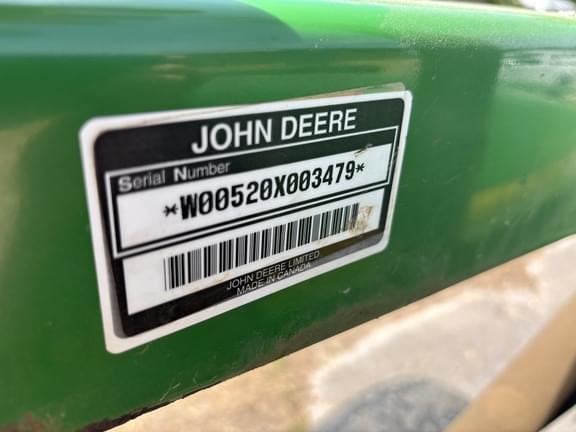 JOHN DEERE
Serial Number
*W00520X003479*
JOHN DEERE LIMITED
MADE IN CANADA